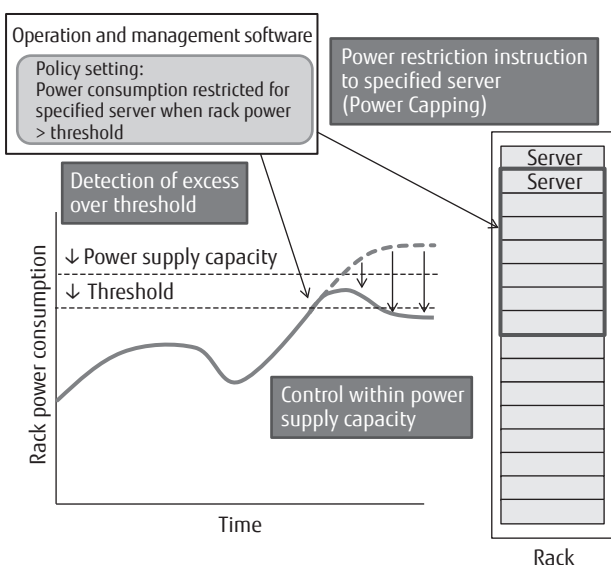 Operation and management software
Policy setting:
Power consumption restricted for
specified server when rack power
> threshold
Power restriction instruction
to specified server
(Power Capping)
Detection of excess
over threshold
Server
Server
↓ Power supply capacity
↓ Threshold
Rack power consumption
Control within power
supply capacity
Time
Rack